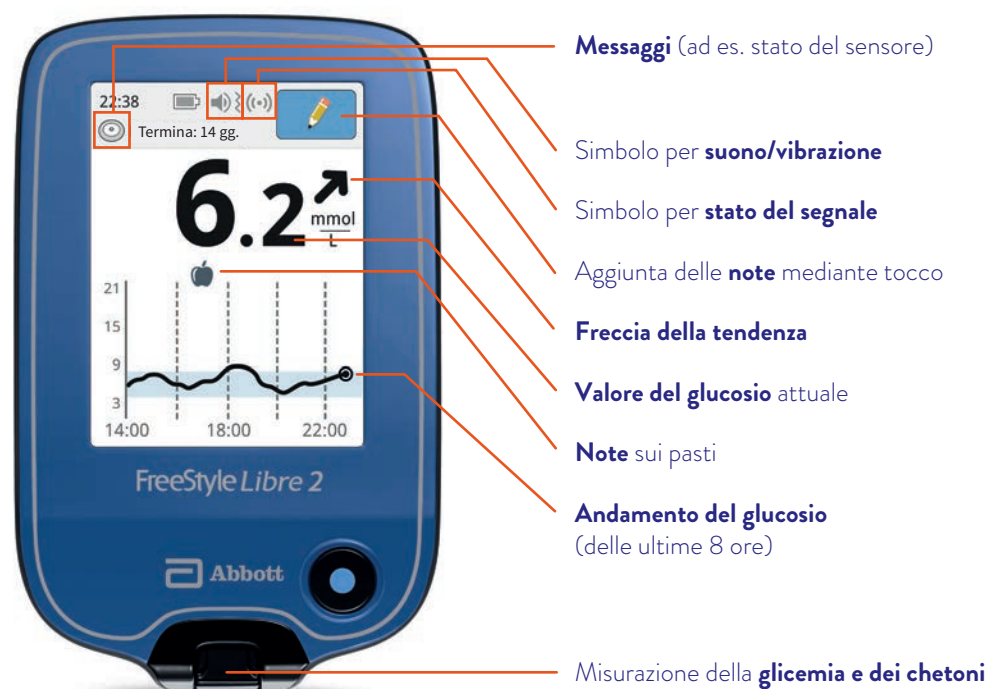 22:38
Termina: 14 gg.
6.2
mmol
L
21
15
9
3
14:00 18:00 22:00
FreeStyle Libre 2
Abbott
Messaggi (ad es. stato del sensore)
Simbolo per suono/vibrazione
Simbolo per stato del segnale
Aggiunta delle note mediante tocco
Freccia della tendenza
Valore del glucosio attuale
Note sui pasti
Andamento del glucosio
(delle ultime 8 ore)
Misurazione della glicemia e dei chetoni